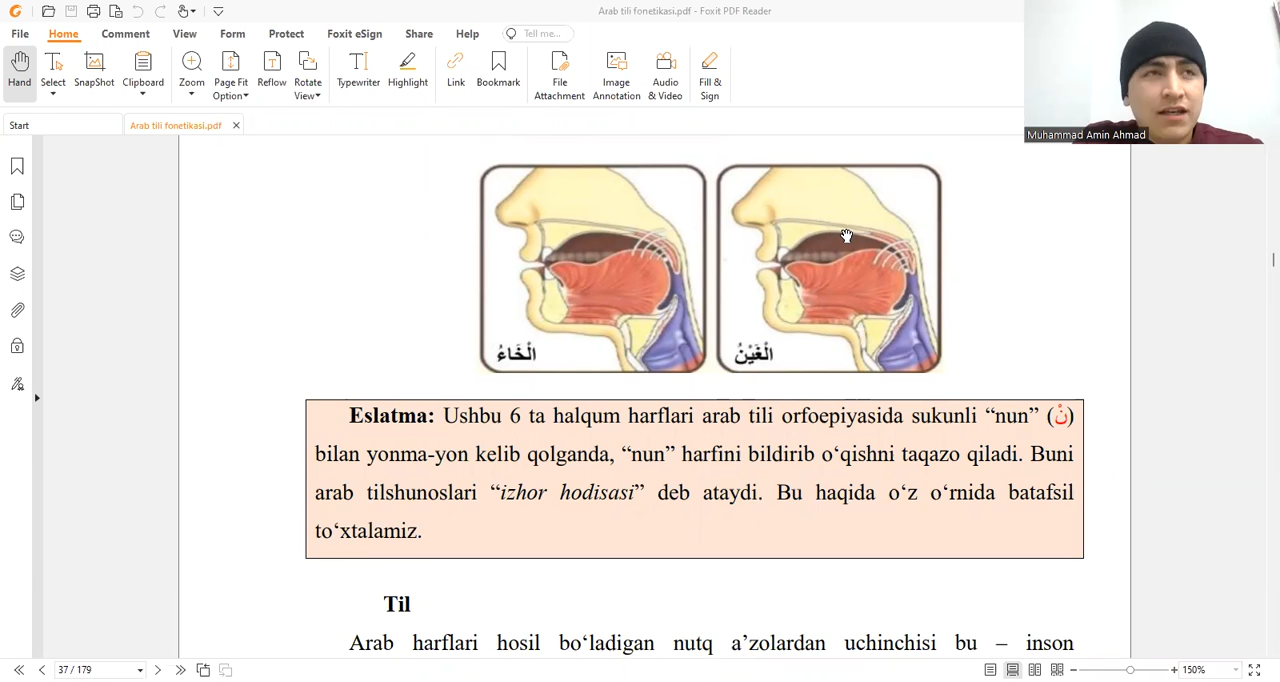 Arab tili fonetikasi.pdf - Foxit PDF Reader
File Home Comment View Form Protect Foxit eSign Share Help Tell me...
Hand Select SnapShot Clipboard Zoom Page Fit Option Reflow Rotate View Typewriter Highlight Link Bookmark File Attachment Image Annotation Audio & Video Fill & Sign
Muhammad Amin Ahmad
Start Arab tili fonetikasi.pdf
الْخَاءُ
الْغَيْنُ
Eslatma: Ushbu 6 ta halqum harflari arab tili orfoepiyasida sukunli “nun” (نْ)
bilan yonma-yon kelib qolganda, “nun” harfini bildirib o‘qishni taqazo qiladi. Buni
arab tilshunoslari “izhor hodisasi” deb ataydi. Bu haqida o‘z o‘rnida batafsil
to‘xtalamiz.
Til
Arab harflari hosil bo‘ladigan nutq a’zolardan uchinchisi bu – inson
37 / 179
150%